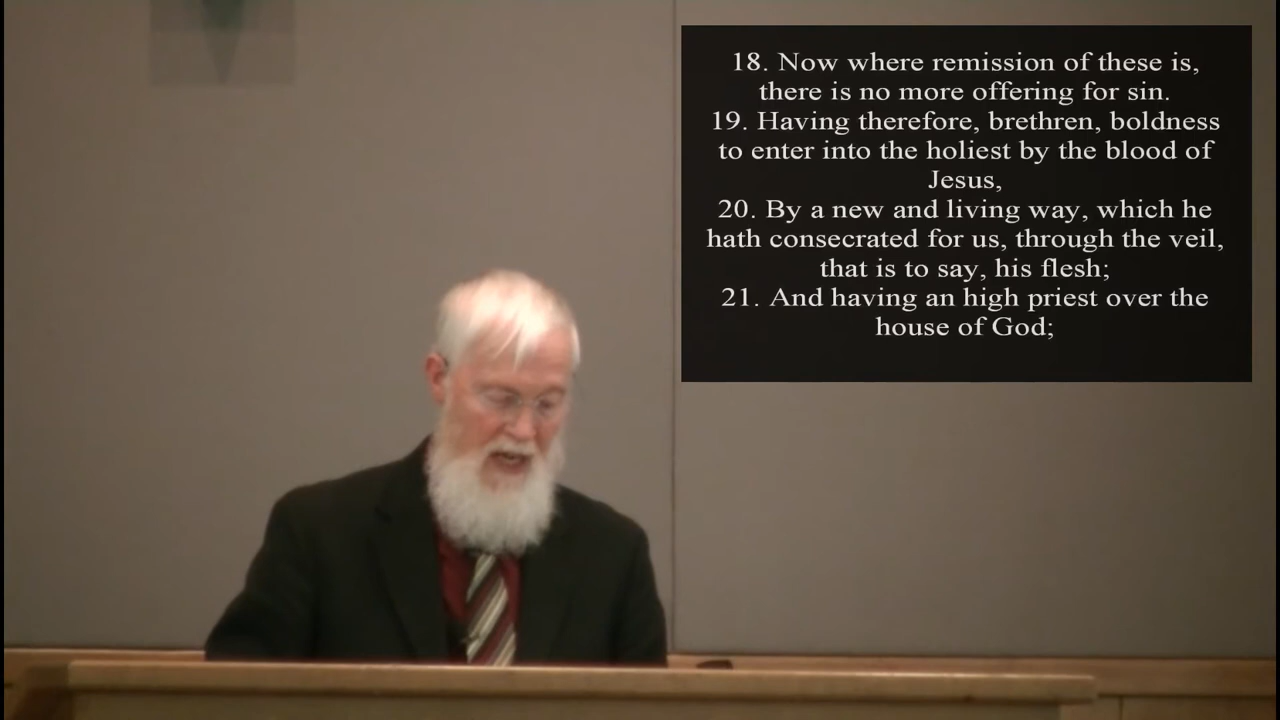 18. Now where remission of these is,
there is no more offering for sin.
19. Having therefore, brethren, boldness
to enter into the holiest by the blood of
Jesus,
20. By a new and living way, which he
hath consecrated for us, through the veil,
that is to say, his flesh;
21. And having an high priest over the
house of God;